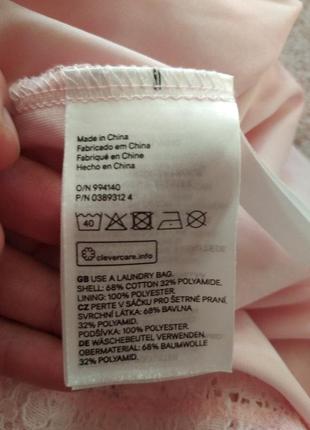 Made in China
Fabricado em China
Fabriqué en Chine
Hecho en China
O/N 994140
P/N 0389312 4
40
clevercare.info
GB USE A LAUNDRY BAG.
SHELL: 68% COTTON 32% POLYAMIDE.
LINING: 100% POLYESTER.
CZ PERTE V SÁČKU PRO ŠETRNÉ PRANÍ.
SVRCHNÍ LÁTKA: 68% BAVLNA
32% POLYAMID.
PODŠÍVKA: 100% POLYESTER.
DE WÄSCHEBEUTEL VERWENDEN.
OBERMATERIAL: 68% BAUMWOLLE
32% POLYAMID.